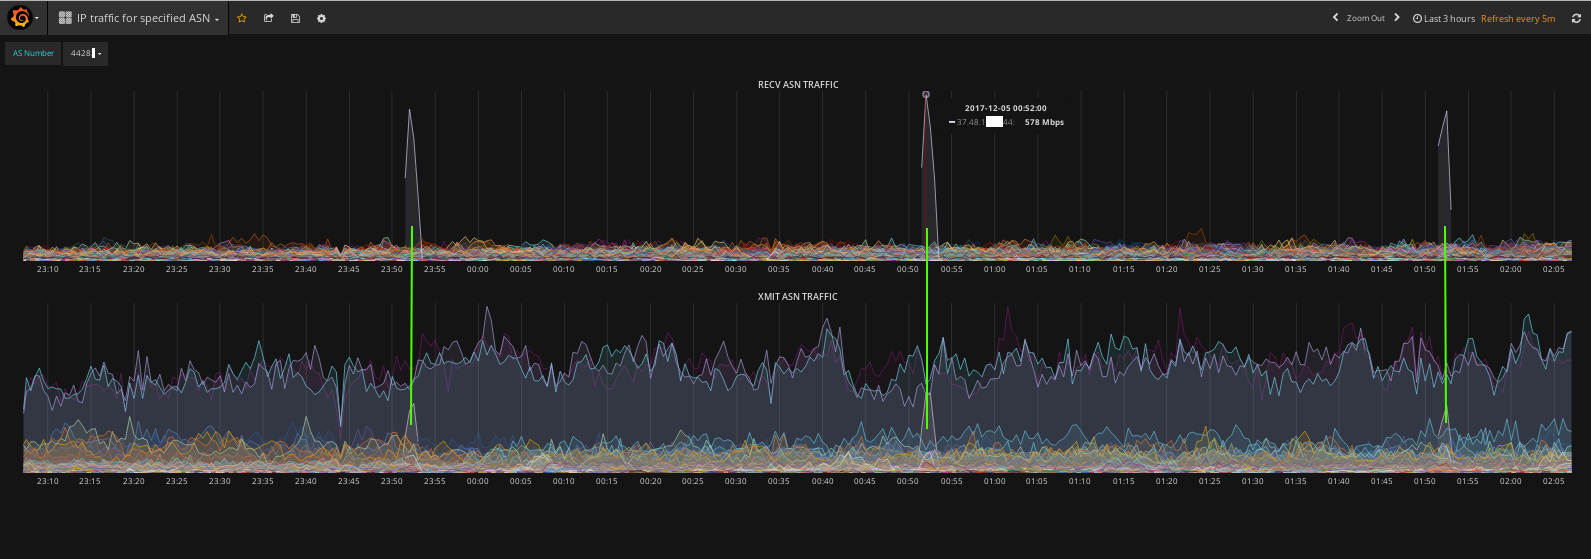 IP traffic for specified ASN
Zoom Out
Last 3 hours Refresh every 5m
AS Number 4428
RECV ASN TRAFFIC
2017-12-05 00:52:00
37.48.1 44: 578 Mbps
23:10 23:15 23:20 23:25 23:30 23:35 23:40 23:45 23:50 23:55 00:00 00:05 00:10 00:15 00:20 00:25 00:30 00:35 00:40 00:45 00:50 00:55 01:00 01:05 01:10 01:15 01:20 01:25 01:30 01:35 01:40 01:45 01:50 01:55 02:00 02:05
XMIT ASN TRAFFIC
23:10 23:15 23:20 23:25 23:30 23:35 23:40 23:45 23:50 23:55 00:00 00:05 00:10 00:15 00:20 00:25 00:30 00:35 00:40 00:45 00:50 00:55 01:00 01:05 01:10 01:15 01:20 01:25 01:30 01:35 01:40 01:45 01:50 01:55 02:00 02:05